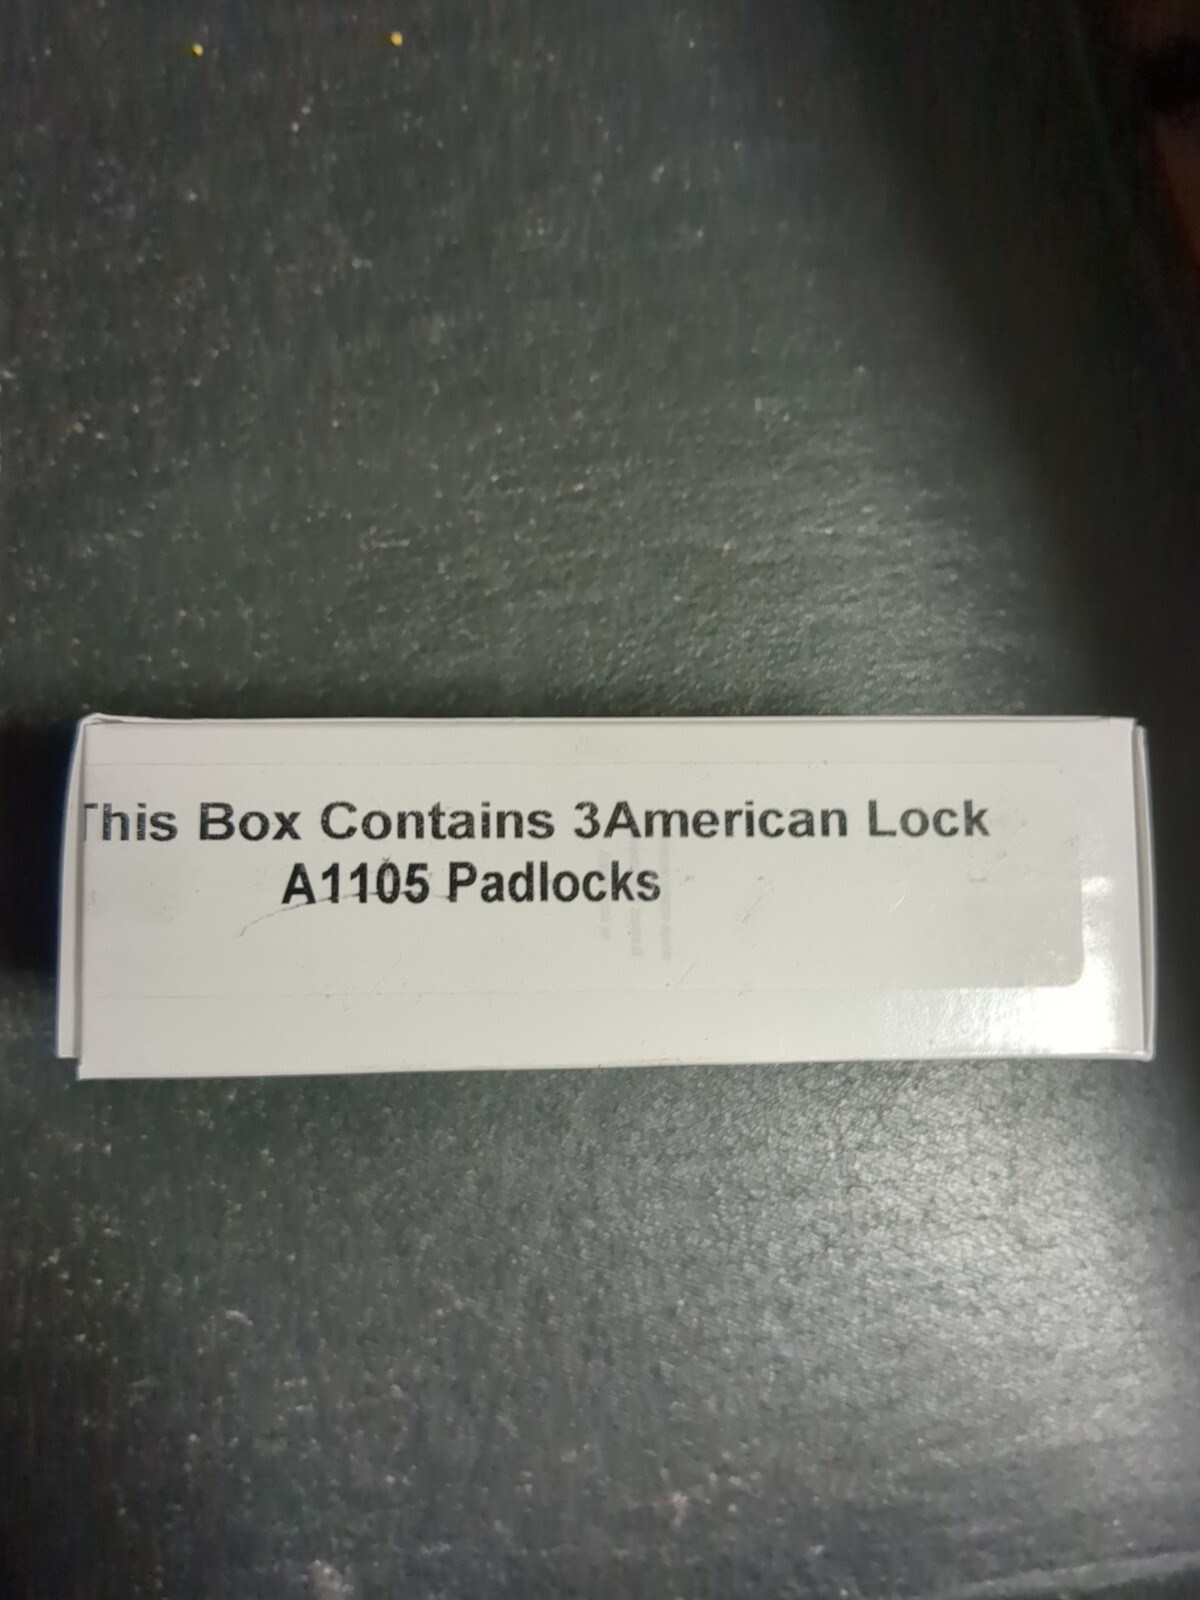 This Box Contains 3American Lock
A1105 Padlocks